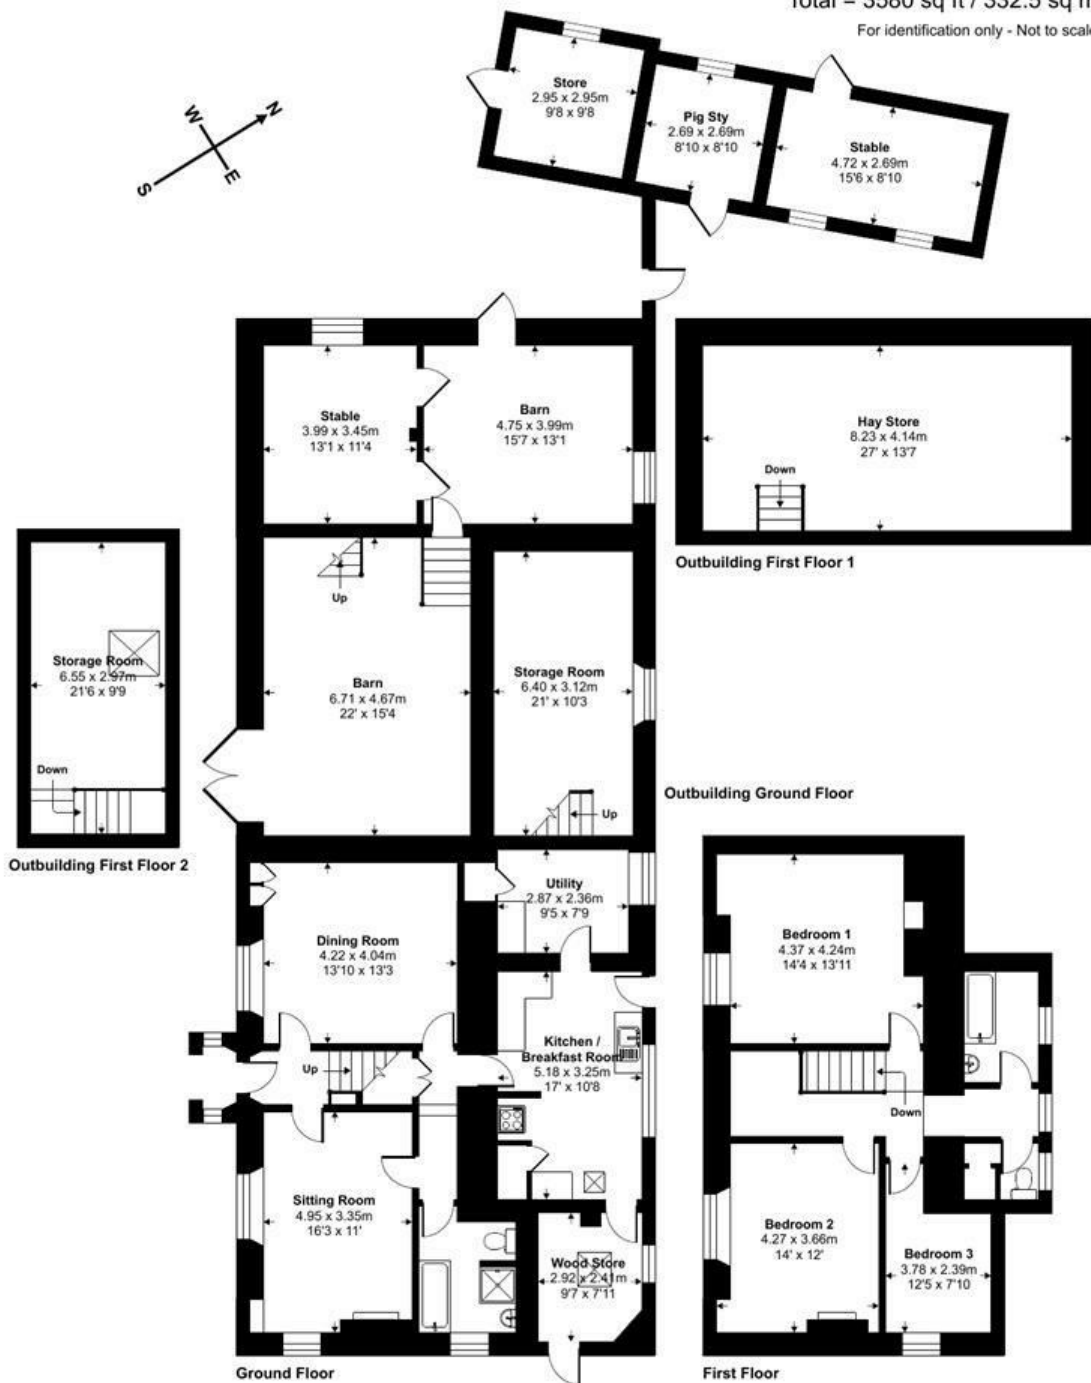 Total = 3580 sq ft / 332.5 sq m
For identification only - Not to scale
N
W
E
S
Store
2.95 x 2.95m
9'8 x 9'8
Pig Sty
2.69 x 2.69m
8'10 x 8'10
Stable
4.72 x 2.69m
15'6 x 8'10
Stable
3.99 x 3.45m
13'1 x 11'4
Barn
4.75 x 3.99m
15'7 x 13'1
Hay Store
8.23 x 4.14m
27' x 13'7
Down
Outbuilding First Floor 1
Storage Room
6.55 x 2.97m
21'6 x 9'9
Down
Outbuilding First Floor 2
Up
Barn
6.71 x 4.67m
22' x 15'4
Storage Room
6.40 x 3.12m
21' x 10'3
Up
Outbuilding Ground Floor
Utility
2.87 x 2.36m
9'5 x 7'9
Dining Room
4.22 x 4.04m
13'10 x 13'3
Kitchen /
Breakfast Room
5.18 x 3.25m
17' x 10'8
Up
Sitting Room
4.95 x 3.35m
16'3 x 11'
Wood Store
2.92 x 2.41m
9'7 x 7'11
Ground Floor
Bedroom 1
4.37 x 4.24m
14'4 x 13'11
Down
Bedroom 2
4.27 x 3.66m
14' x 12'
Bedroom 3
3.78 x 2.39m
12'5 x 7'10
First Floor